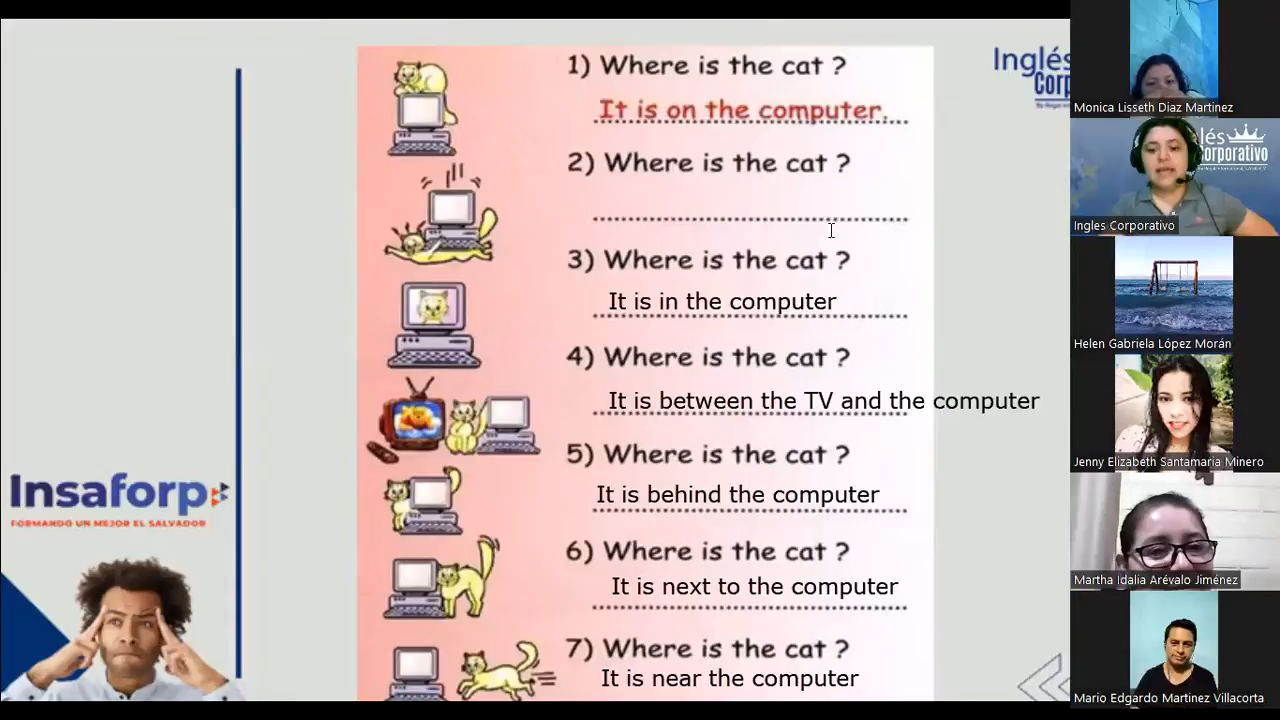 1) Where is the cat ?
It is on the computer.
2) Where is the cat ?
3) Where is the cat ?
It is in the computer
4) Where is the cat ?
It is between the TV and the computer
5) Where is the cat ?
It is behind the computer
6) Where is the cat ?
It is next to the computer
7) Where is the cat ?
It is near the computer
Insaforp
FORMANDO UN MEJOR EL SALVADOR
Inglés
Corp
Monica Lisseth Diaz Martinez
lés
orporativo
Ingles Corporativo
Helen Gabriela López Morán
Jenny Elizabeth Santamaria Minero
Martha Idalia Arévalo Jiménez
Mario Edgardo Martinez Villacorta